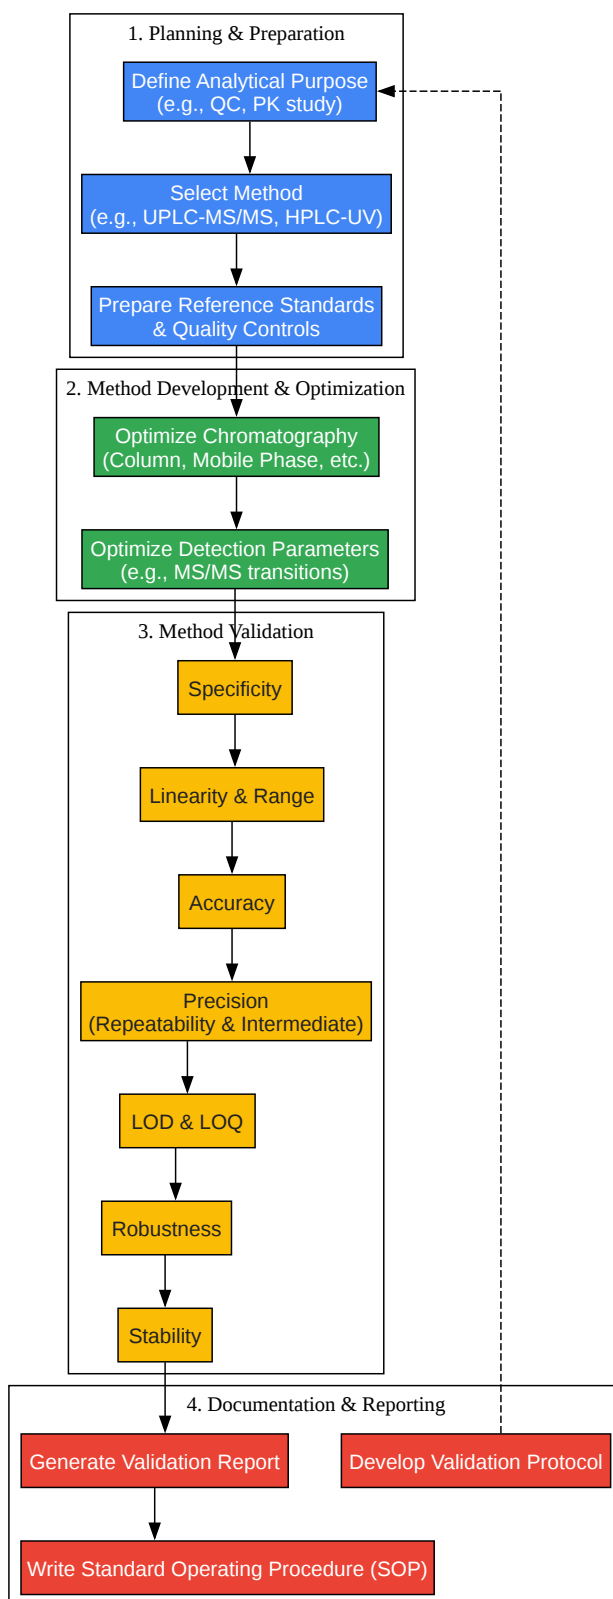 1. Planning & Preparation
Define Analytical Purpose
(e.g., QC, PK study)
Select Method
(e.g., UPLC-MS/MS, HPLC-UV)
Prepare Reference Standards
& Quality Controls
2. Method Development & Optimization
Optimize Chromatography
(Column, Mobile Phase, etc.)
Optimize Detection Parameters
(e.g., MS/MS transitions)
3. Method Validation
Specificity
Linearity & Range
Accuracy
Precision
(Repeatability & Intermediate)
LOD & LOQ
Robustness
Stability
4. Documentation & Reporting
Generate Validation Report
Develop Validation Protocol
Write Standard Operating Procedure (SOP)